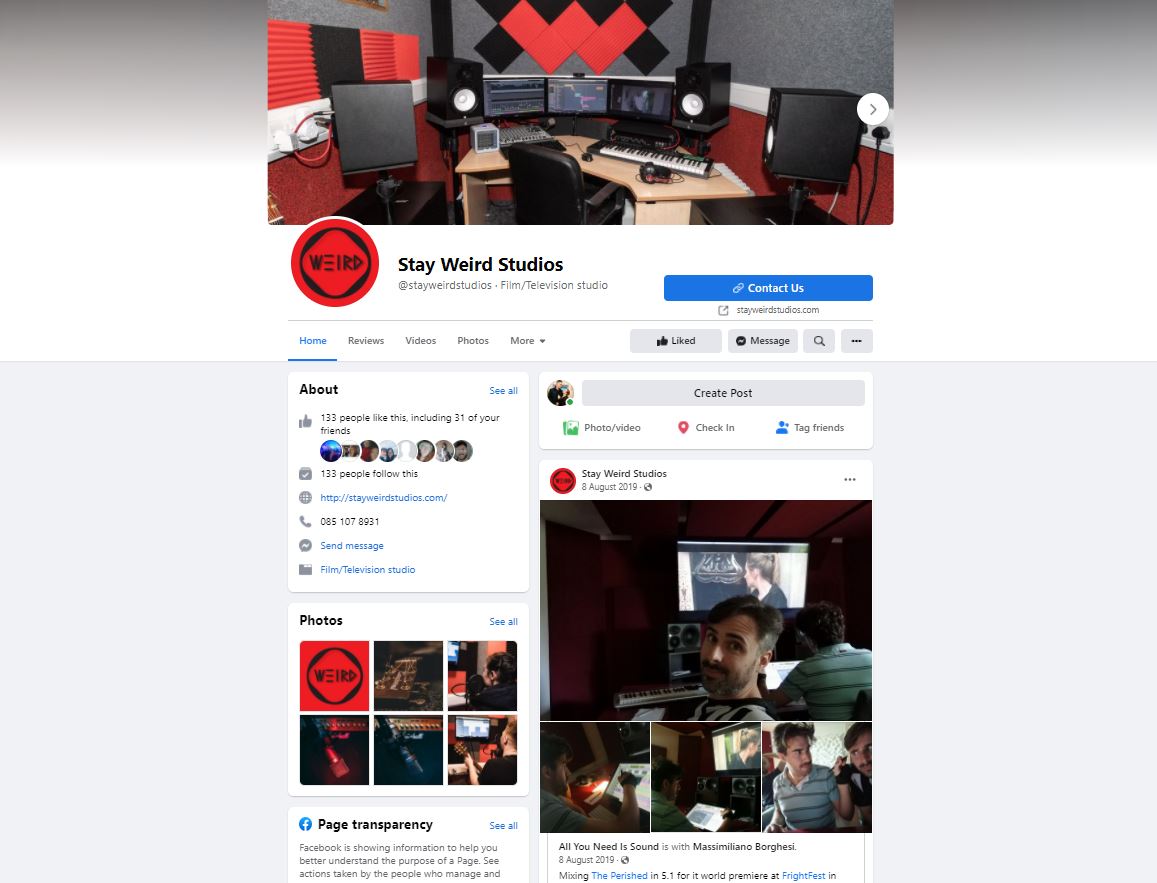 WEIRD
Stay Weird Studios
@stayweirdstudios · Film/Television studio
Contact Us
stayweirdstudios.com
Home
Reviews
Videos
Photos
More
Liked
Message
About
See all
133 people like this, including 31 of your
friends
133 people follow this
http://stayweirdstudios.com/
085 107 8931
Send message
Film/Television studio
Photos
See all
WEIRD
Page transparency
See all
Facebook is showing information to help you
better understand the purpose of a Page. See
actions taken by the people who manage and
Create Post
Photo/video
Check In
Tag friends
Stay Weird Studios
8 August 2019 ·
All You Need Is Sound is with Massimiliano Borghesi.
8 August 2019 ·
Mixing The Perished in 5.1 for it world premiere at FrightFest in